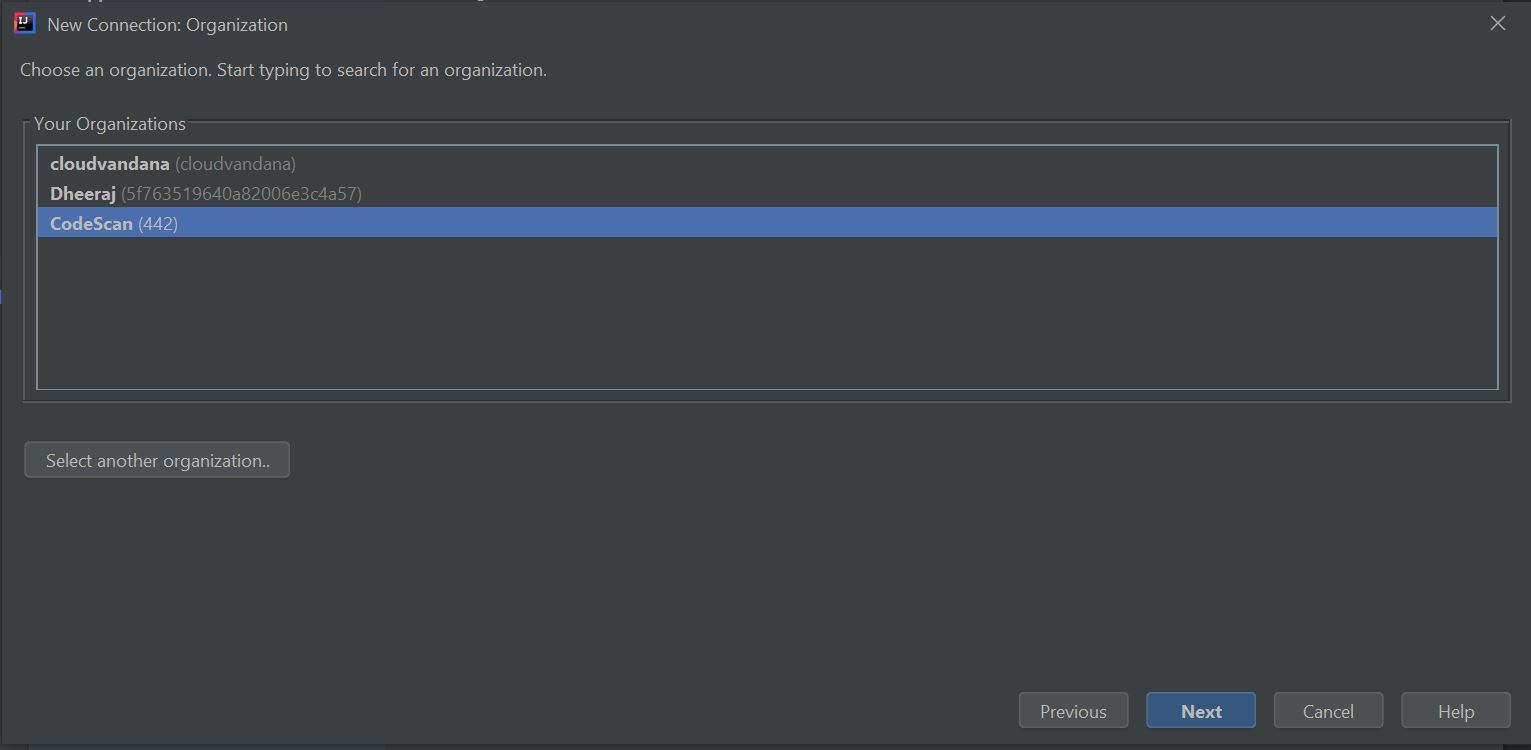 New Connection: Organization
Choose an organization. Start typing to search for an organization.
Your Organizations
cloudvandana (cloudvandana)
Dheeraj (5f763519640a82006e3c4a57)
CodeScan (442)
Select another organization..
Previous Next Cancel Help